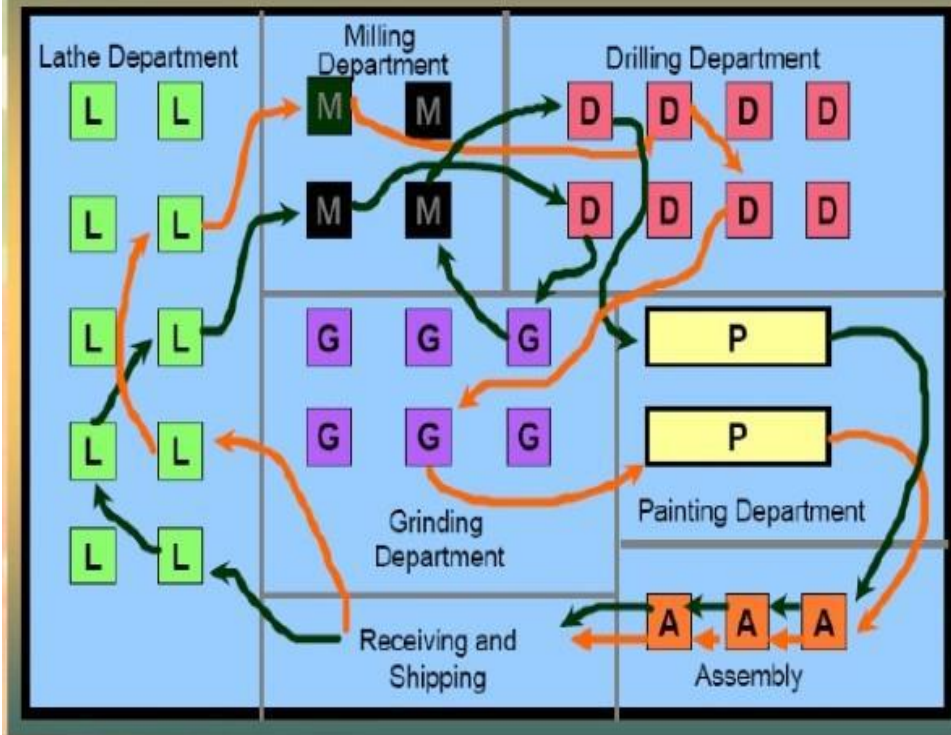 Lathe Department
Milling
Department
Drilling Department
L L M M D D D D
L L M M D D D D
L L G G G P
L L G G G P
Grinding
Department
Painting Department
L L
Receiving and
Shipping
A A A
Assembly